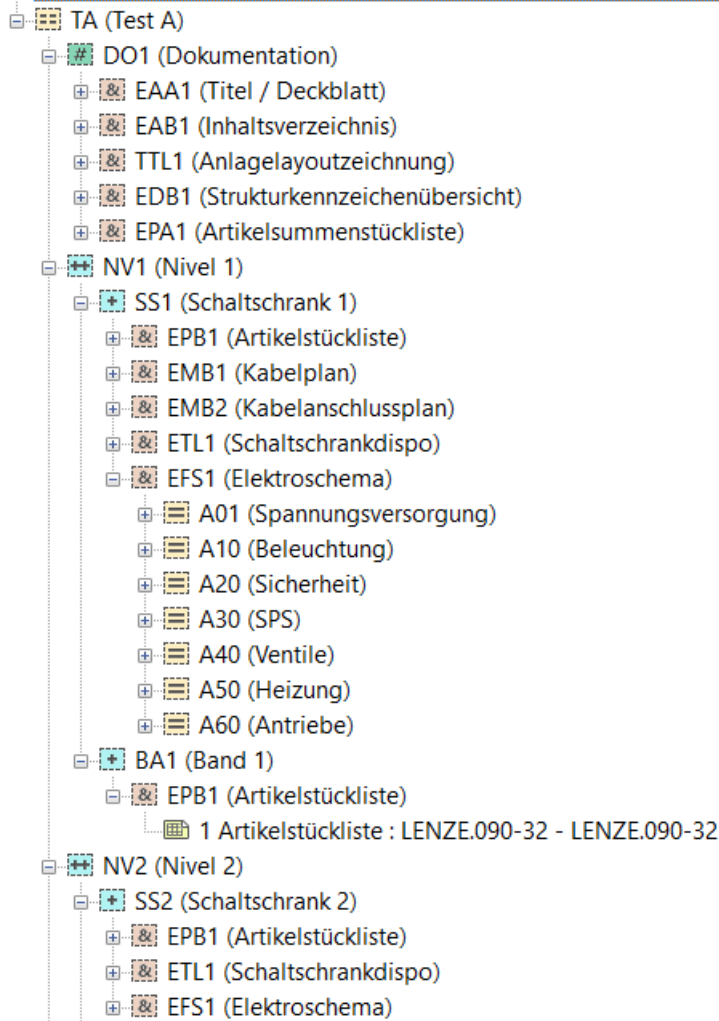 TA (Test A)
DO1 (Dokumentation)
EAA1 (Titel / Deckblatt)
EAB1 (Inhaltsverzeichnis)
TTL1 (Anlagelayoutzeichnung)
EDB1 (Strukturkennzeichenübersicht)
EPA1 (Artikelsummenstückliste)
NV1 (Nivel 1)
SS1 (Schaltschrank 1)
EPB1 (Artikelstückliste)
EMB1 (Kabelplan)
EMB2 (Kabelanschlussplan)
ETL1 (Schaltschrankdispo)
EFS1 (Elektroschema)
A01 (Spannungsversorgung)
A10 (Beleuchtung)
A20 (Sicherheit)
A30 (SPS)
A40 (Ventile)
A50 (Heizung)
A60 (Antriebe)
BA1 (Band 1)
EPB1 (Artikelstückliste)
1 Artikelstückliste : LENZE.090-32 - LENZE.090-32
NV2 (Nivel 2)
SS2 (Schaltschrank 2)
EPB1 (Artikelstückliste)
ETL1 (Schaltschrankdispo)
EFS1 (Elektroschema)